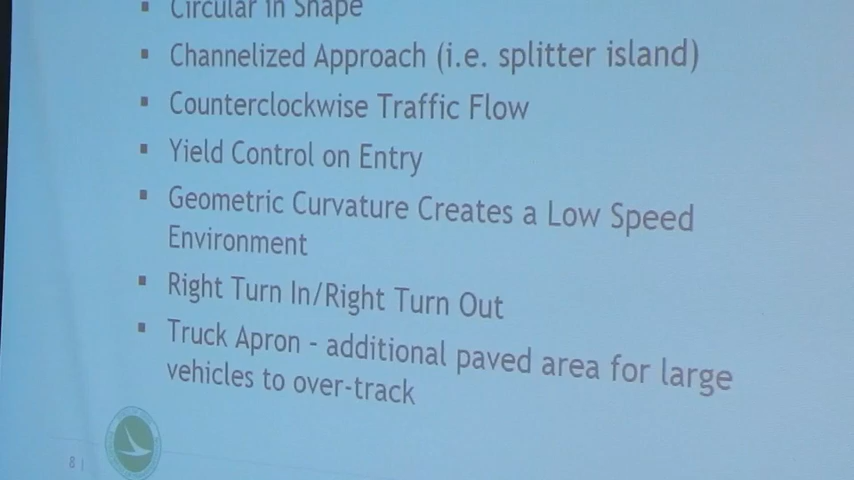 ▪ Circular in Shape
▪ Channelized Approach (i.e. splitter island)
▪ Counterclockwise Traffic Flow
▪ Yield Control on Entry
▪ Geometric Curvature Creates a Low Speed
Environment
▪ Right Turn In/Right Turn Out
▪ Truck Apron - additional paved area for large
vehicles to over-track
8 |